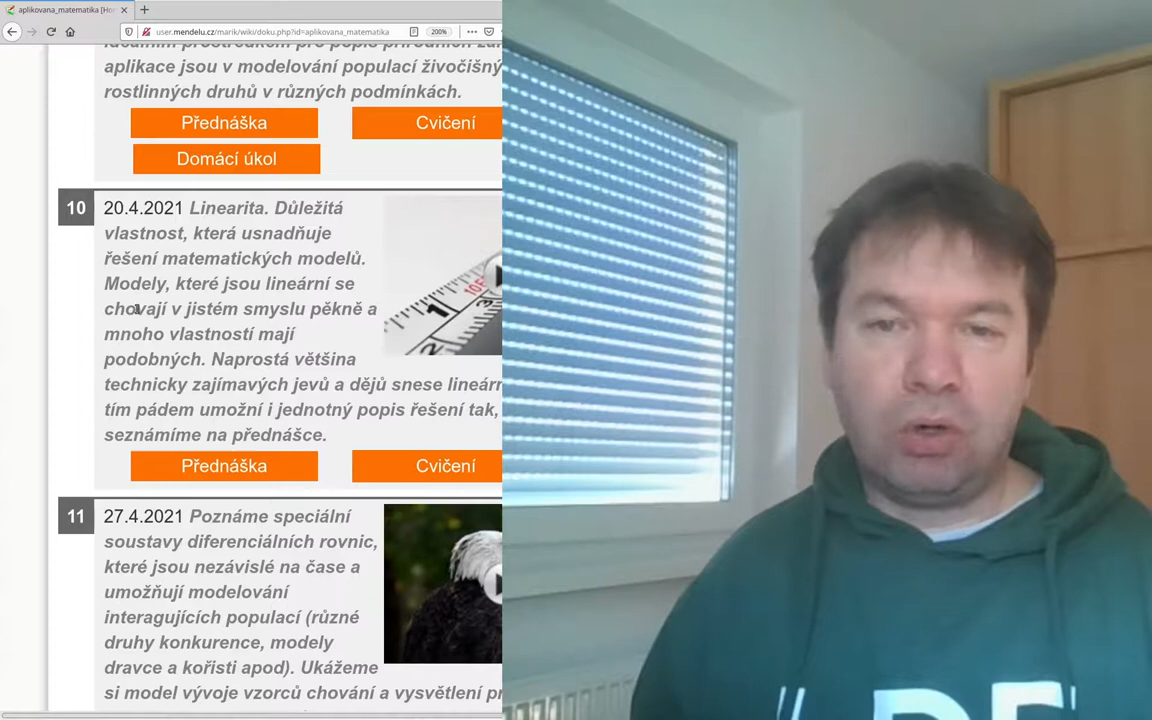 aplikovana_matematika [Ho
user.mendelu.cz/marik/wiki/doku.php?id=aplikovana_matematika
200%
aplikace jsou v modelování populací živočišný
rostlinných druhů v různých podmínkách.
Přednáška
Cvičení
Domácí úkol
10
20.4.2021 Linearita. Důležitá
vlastnost, která usnadňuje
řešení matematických modelů.
Modely, které jsou lineární se
chovají v jistém smyslu pěkně a
mnoho vlastností mají
podobných. Naprostá většina
technicky zajímavých jevů a dějů snese lineár
tím pádem umožní i jednotný popis řešení tak,
seznámíme na přednášce.
Přednáška
Cvičení
11
27.4.2021 Poznáme speciální
soustavy diferenciálních rovnic,
které jsou nezávislé na čase a
umožňují modelování
interagujících populací (různé
druhy konkurence, modely
dravce a kořisti apod). Ukážeme
si model vývoje vzorců chování a vysvětlení p